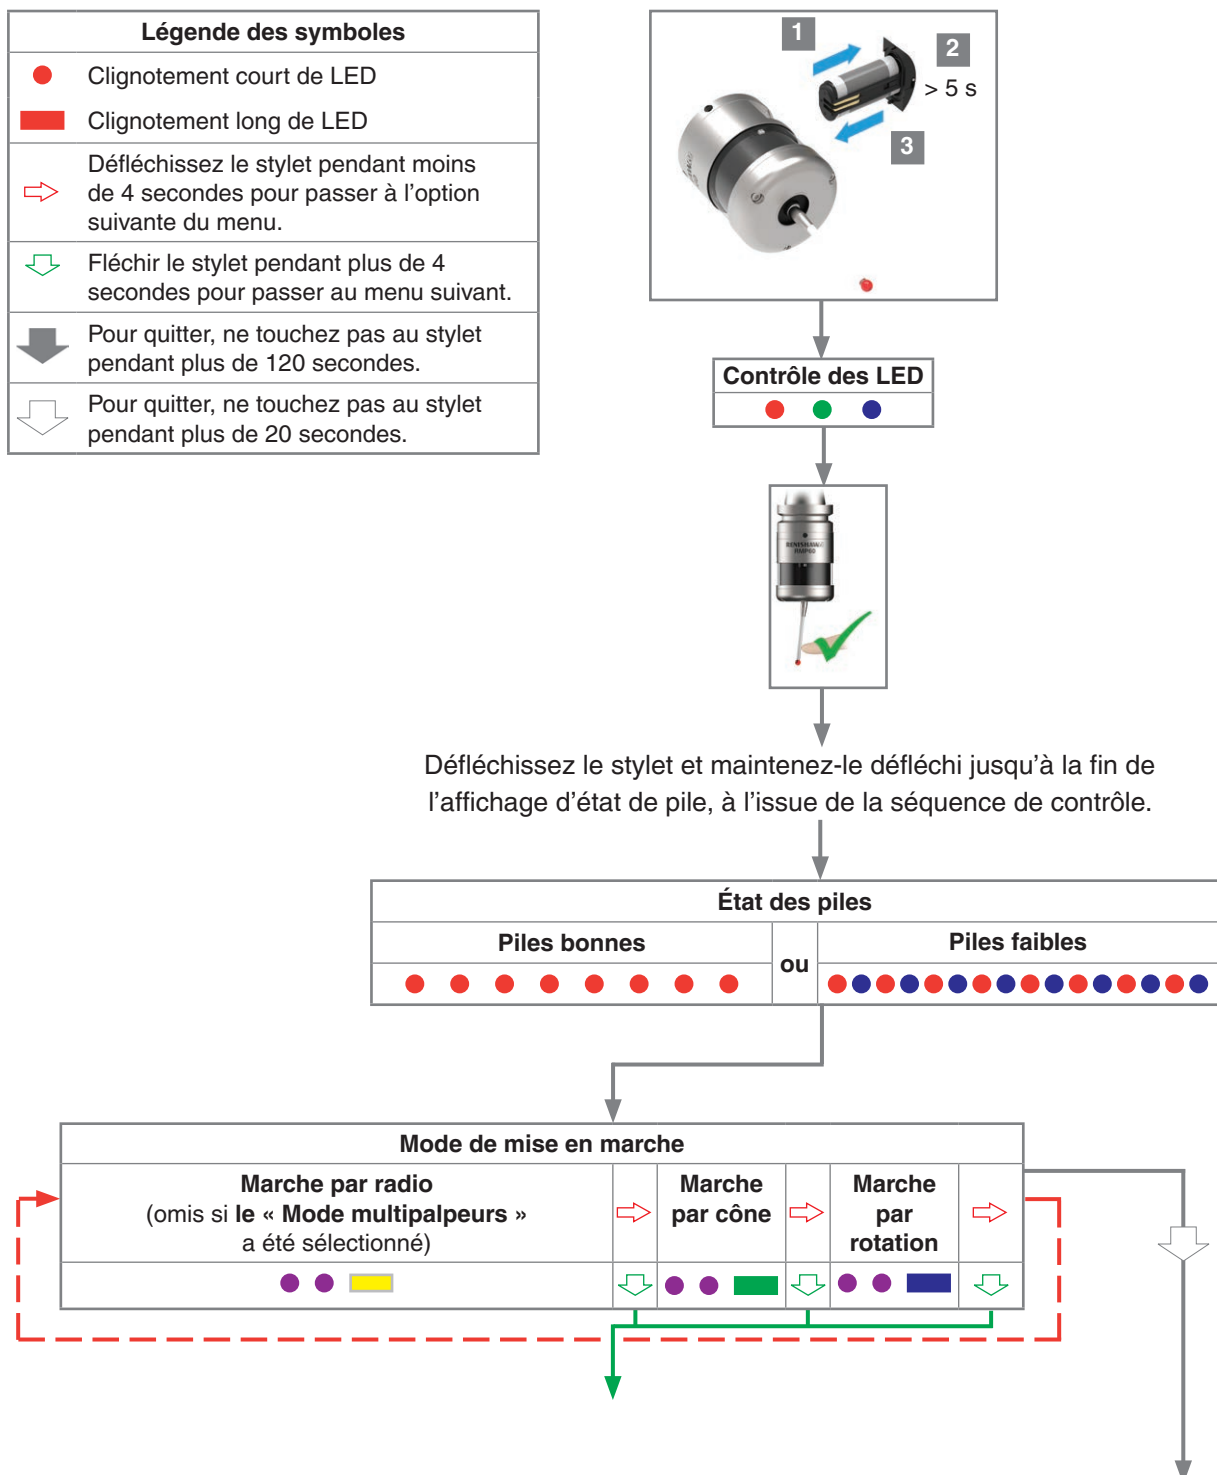 Légende des symboles
Clignotement court de LED
Clignotement long de LED
Défléchissez le stylet pendant moins
de 4 secondes pour passer à l'option
suivante du menu.
Fléchir le stylet pendant plus de 4
secondes pour passer au menu suivant.
Pour quitter, ne touchez pas au stylet
pendant plus de 120 secondes.
Pour quitter, ne touchez pas au stylet
pendant plus de 20 secondes.
1
2
> 5 s
3
Contrôle des LED
RENISHAW
RMP60
Défléchissez le stylet et maintenez-le défléchi jusqu'à la fin de
l'affichage d'état de pile, à l'issue de la séquence de contrôle.
État des piles
Piles bonnes
ou
Piles faibles
Mode de mise en marche
Marche par radio
(omis si le « Mode multipalpeurs »
a été sélectionné)
Marche
par cône
Marche
par
rotation